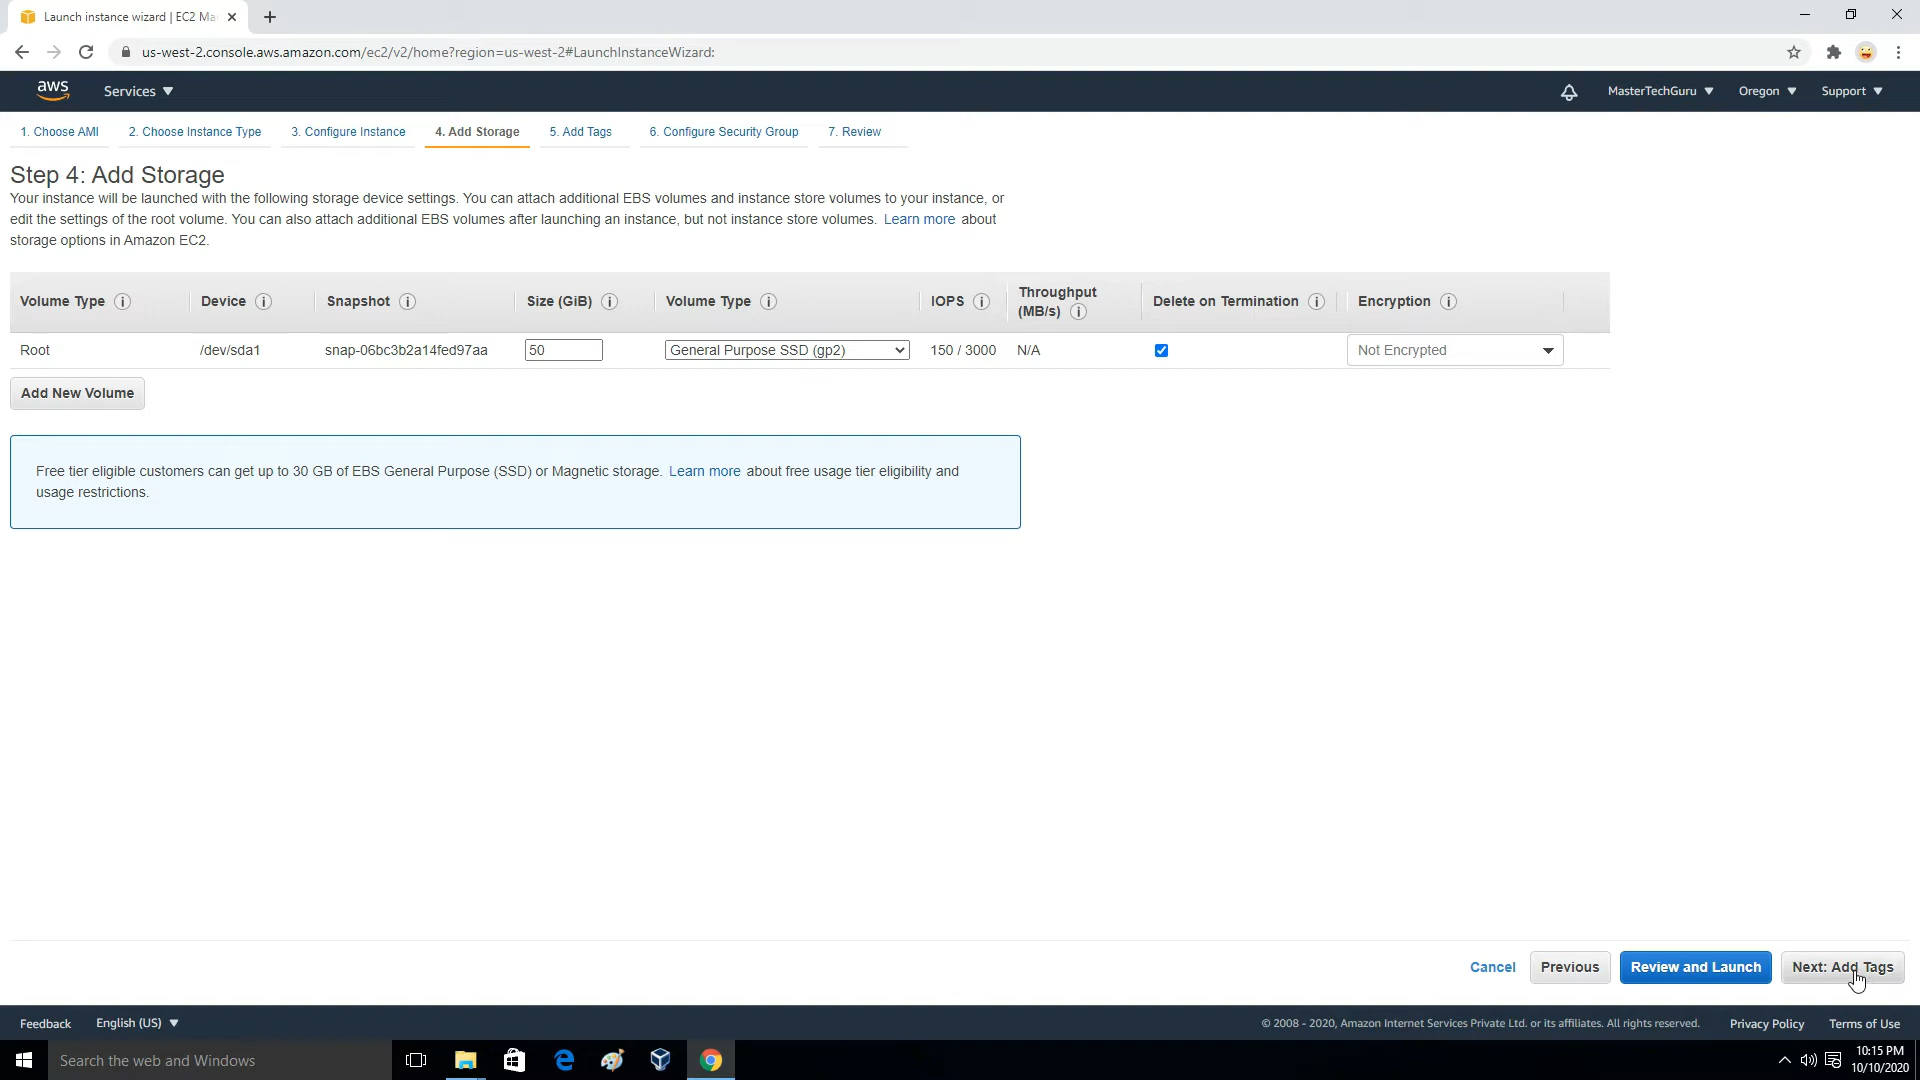 Launch instance wizard | EC2 Ma
us-west-2.console.aws.amazon.com/ec2/v2/home?region=us-west-2#LaunchInstanceWizard:
aws
Services
MasterTechGuru
Oregon
Support
1. Choose AMI
2. Choose Instance Type
3. Configure Instance
4. Add Storage
5. Add Tags
6. Configure Security Group
7. Review
Step 4: Add Storage
Your instance will be launched with the following storage device settings. You can attach additional EBS volumes and instance store volumes to your instance, or
edit the settings of the root volume. You can also attach additional EBS volumes after launching an instance, but not instance store volumes. Learn more about
storage options in Amazon EC2.
Volume Type
Device
Snapshot
Size (GiB)
Volume Type
IOPS
Throughput
(MB/s)
Delete on Termination
Encryption
Root
/dev/sda1
snap-06bc3b2a14fed97aa
50
General Purpose SSD (gp2)
150 / 3000
N/A
Not Encrypted
Add New Volume
Free tier eligible customers can get up to 30 GB of EBS General Purpose (SSD) or Magnetic storage. Learn more about free usage tier eligibility and
usage restrictions.
Cancel
Previous
Review and Launch
Next: Add Tags
Feedback
English (US)
© 2008 - 2020, Amazon Internet Services Private Ltd. or its affiliates. All rights reserved.
Privacy Policy
Terms of Use
Search the web and Windows
10:15 PM
10/10/2020